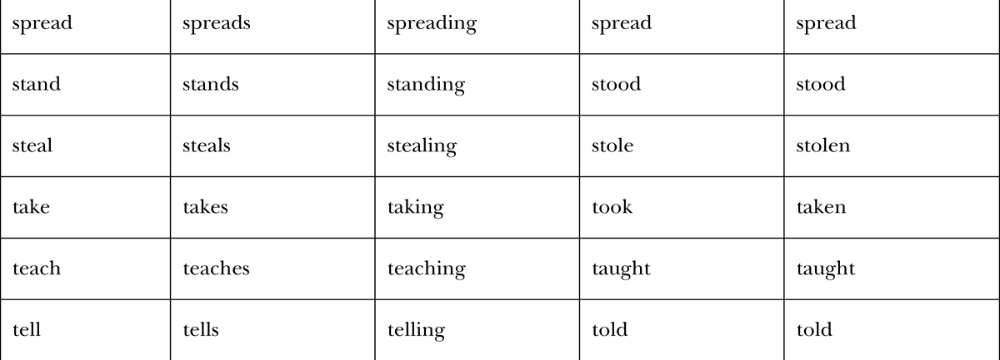 spread spreads spreading spread spread
stand stands standing stood stood
steal steals stealing stole stolen
take takes taking took taken
teach teaches teaching taught taught
tell tells telling told told